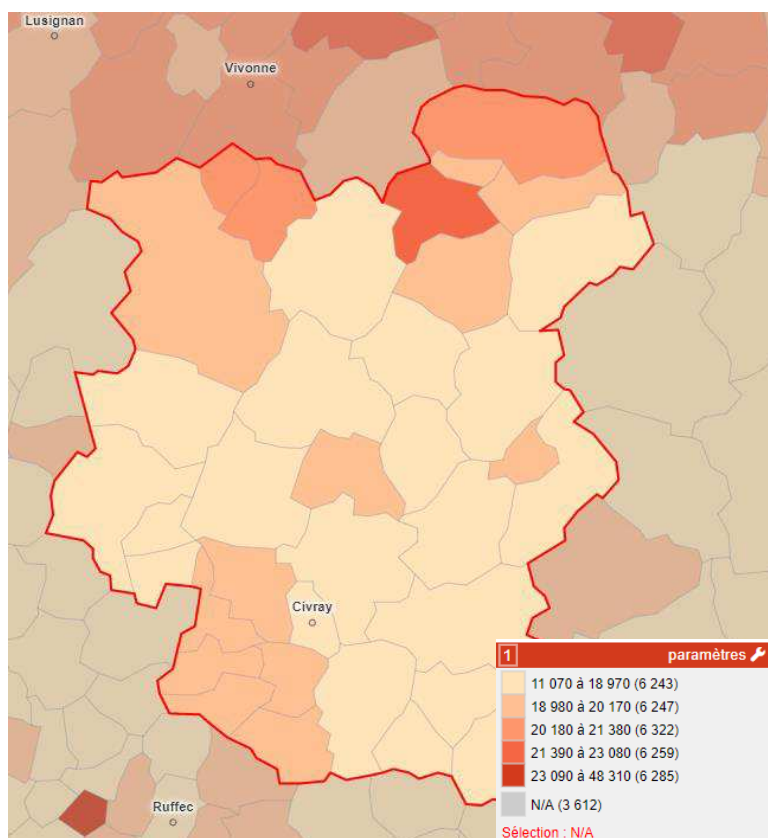 Lusignan
Vivonne
Civray
Ruffec
1 paramètres
11 070 à 18 970 (6 243)
18 980 à 20 170 (6 247)
20 180 à 21 380 (6 322)
21 390 à 23 080 (6 259)
23 090 à 48 310 (6 285)
N/A (3 612)
Sélection : N/A